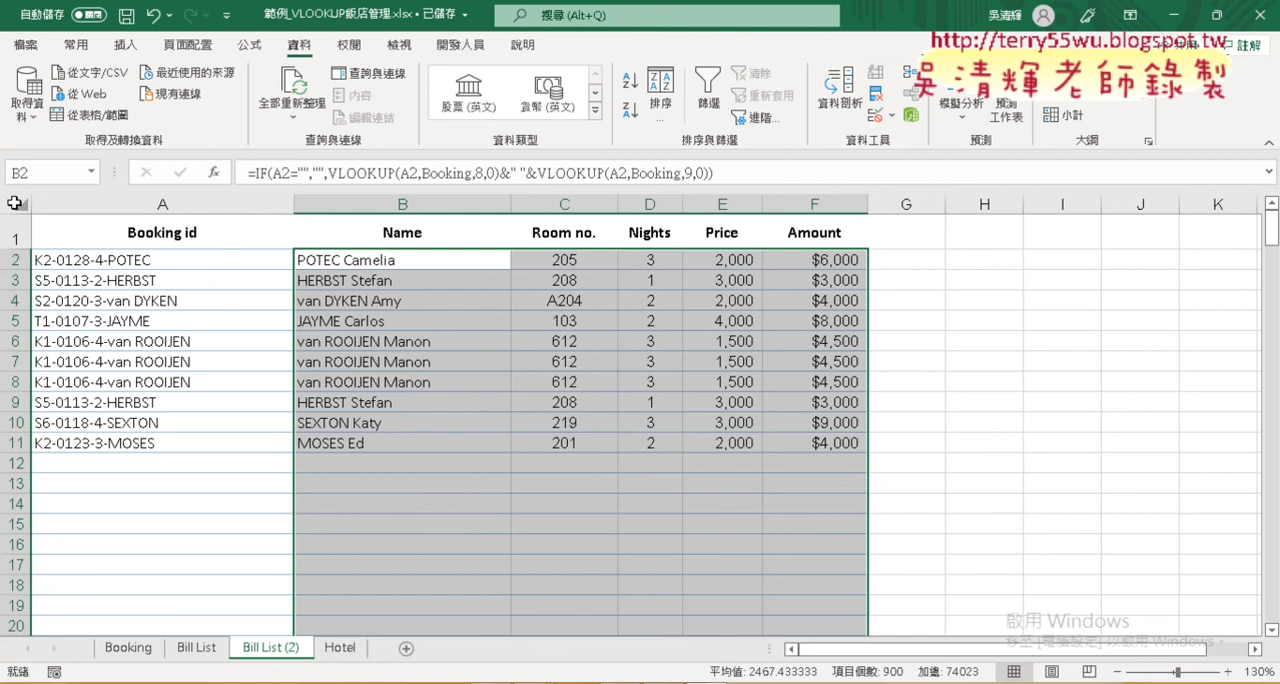 自動儲存 關閉 範例_VLOOKUP飯店管理.xlsx • 已儲存 搜尋 (Alt+Q) 吳清輝
檔案 常用 插入 頁面配置 公式 資料 校閱 檢視 開發人員 說明 註解
http://terry55wu.blogspot.tw
吳清輝老師錄製
取得資料 從文字/CSV 最近使用的來源 全部重新整理 查詢與連線 股票 (英文) 貨幣 (英文) 排序 篩選 清除 資料剖析 模擬分析 預測工作表
從 Web 現有連線 內容 重新套用
從表格/範圍 編輯連結 進階... 小計
取得及轉換資料 查詢與連線 資料類型 排序與篩選 資料工具 預測 大綱
B2 fx =IF(A2="","",VLOOKUP(A2,Booking,8,0)&" "&VLOOKUP(A2,Booking,9,0))
A B C D E F G H I J K
1 Booking id Name Room no. Nights Price Amount
2 K2-0128-4-POTEC POTEC Camelia 205 3 2,000 $6,000
3 S5-0113-2-HERBST HERBST Stefan 208 1 3,000 $3,000
4 S2-0120-3-van DYKEN van DYKEN Amy A204 2 2,000 $4,000
5 T1-0107-3-JAYME JAYME Carlos 103 2 4,000 $8,000
6 K1-0106-4-van ROOIJEN van ROOIJEN Manon 612 3 1,500 $4,500
7 K1-0106-4-van ROOIJEN van ROOIJEN Manon 612 3 1,500 $4,500
8 K1-0106-4-van ROOIJEN van ROOIJEN Manon 612 3 1,500 $4,500
9 S5-0113-2-HERBST HERBST Stefan 208 1 3,000 $3,000
10 S6-0118-4-SEXTON SEXTON Katy 219 3 3,000 $9,000
11 K2-0123-3-MOSES MOSES Ed 201 2 2,000 $4,000
12
13
14
15
16
17
18
19
20
啟用 Windows
移至 [電腦設定] 以啟用 Windows。
Booking Bill List Bill List (2) Hotel
就緒 平均值: 2467.433333 項目個數: 900 加總: 74023 130%